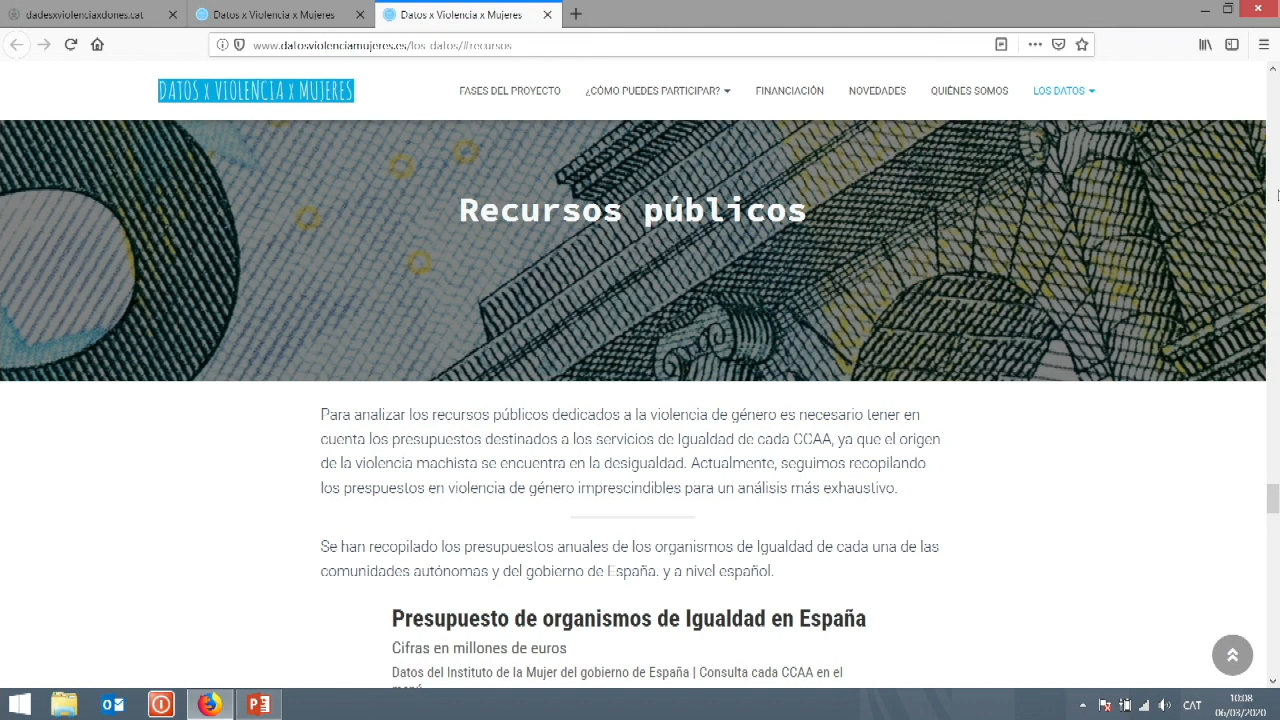 dadesxviolenciaxdones.cat
Datos x Violencia x Mujeres
Datos x Violencia x Mujeres
www.datosviolenciamujeres.es/los-datos/#recursos
DATOS x VIOLENCIA x MUJERES
FASES DEL PROYECTO
¿CÓMO PUEDES PARTICIPAR?
FINANCIACIÓN
NOVEDADES
QUIÉNES SOMOS
LOS DATOS
Recursos públicos
Para analizar los recursos públicos dedicados a la violencia de género es necesario tener en
cuenta los presupuestos destinados a los servicios de Igualdad de cada CCAA, ya que el origen
de la violencia machista se encuentra en la desigualdad. Actualmente, seguimos recopilando
los prespuestos en violencia de género imprescindibles para un análisis más exhaustivo.
Se han recopilado los presupuestos anuales de los organismos de Igualdad de cada una de las
comunidades autónomas y del gobierno de España. y a nivel español.
Presupuesto de organismos de Igualdad en España
Cifras en millones de euros
Datos del Instituto de la Mujer del gobierno de España | Consulta cada CCAA en el
CAT
10:08
06/03/2020